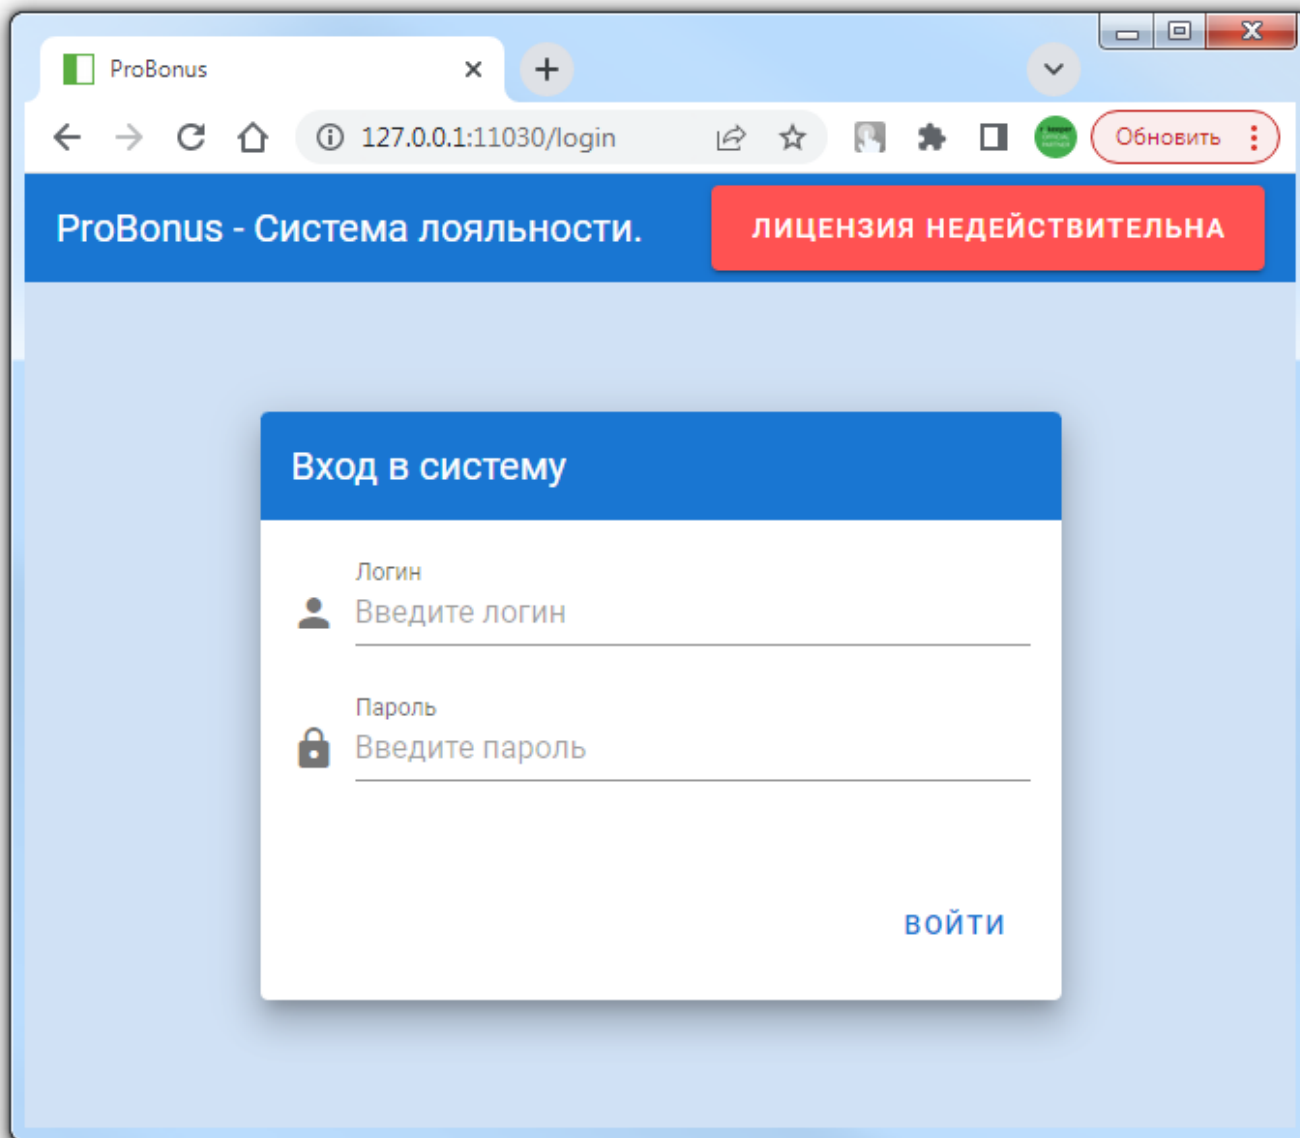 ProBonus
127.0.0.1:11030/login
Обновить
ProBonus - Система лояльности.
ЛИЦЕНЗИЯ НЕДЕЙСТВИТЕЛЬНА
Вход в систему
Логин
Введите логин
Пароль
Введите пароль
ВОЙТИ